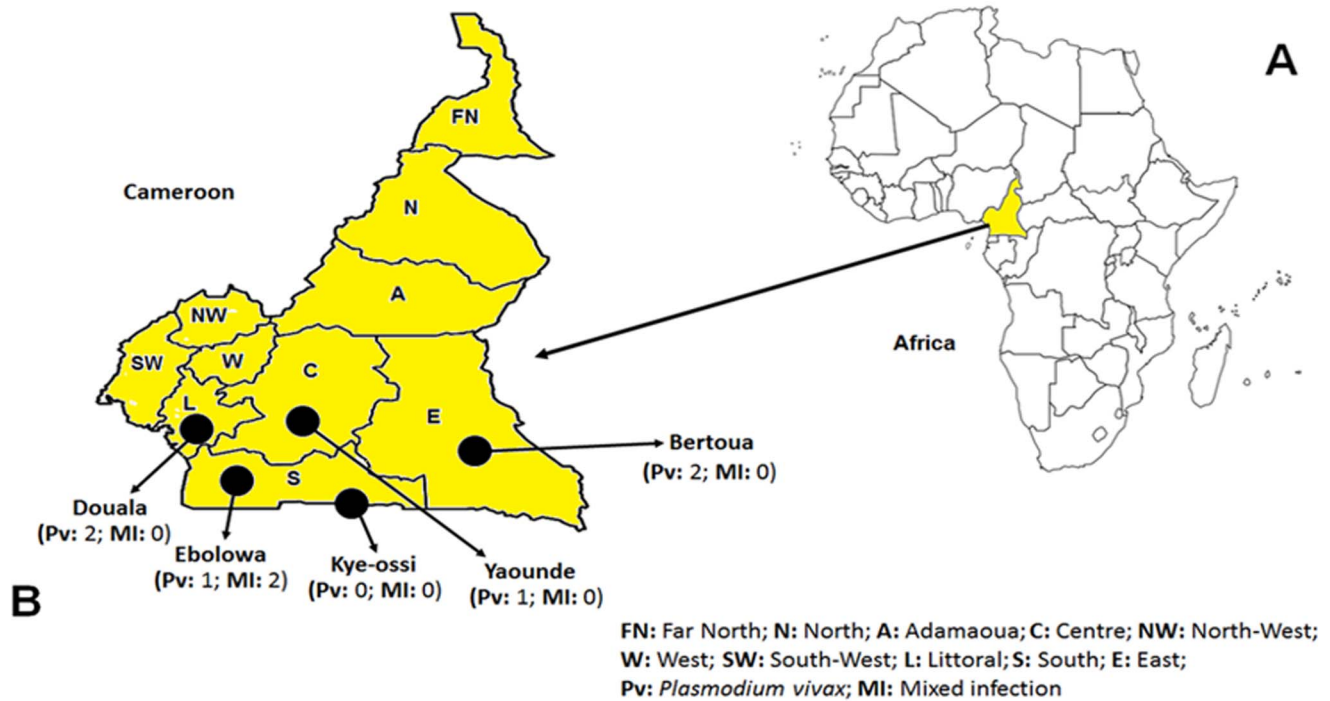 A
FN
Cameroon
N
A
NW
SW
W
C
Africa
L
E
Bertoua
(Pv: 2; MI: 0)
S
Douala
(Pv: 2; MI: 0)
Ebolowa
(Pv: 1; MI: 2)
Kye-ossi
(Pv: 0; MI: 0)
Yaounde
(Pv: 1; MI: 0)
B
FN: Far North; N: North; A: Adamaoua; C: Centre; NW: North-West;
W: West; SW: South-West; L: Littoral; S: South; E: East;
Pv: Plasmodium vivax; MI: Mixed infection